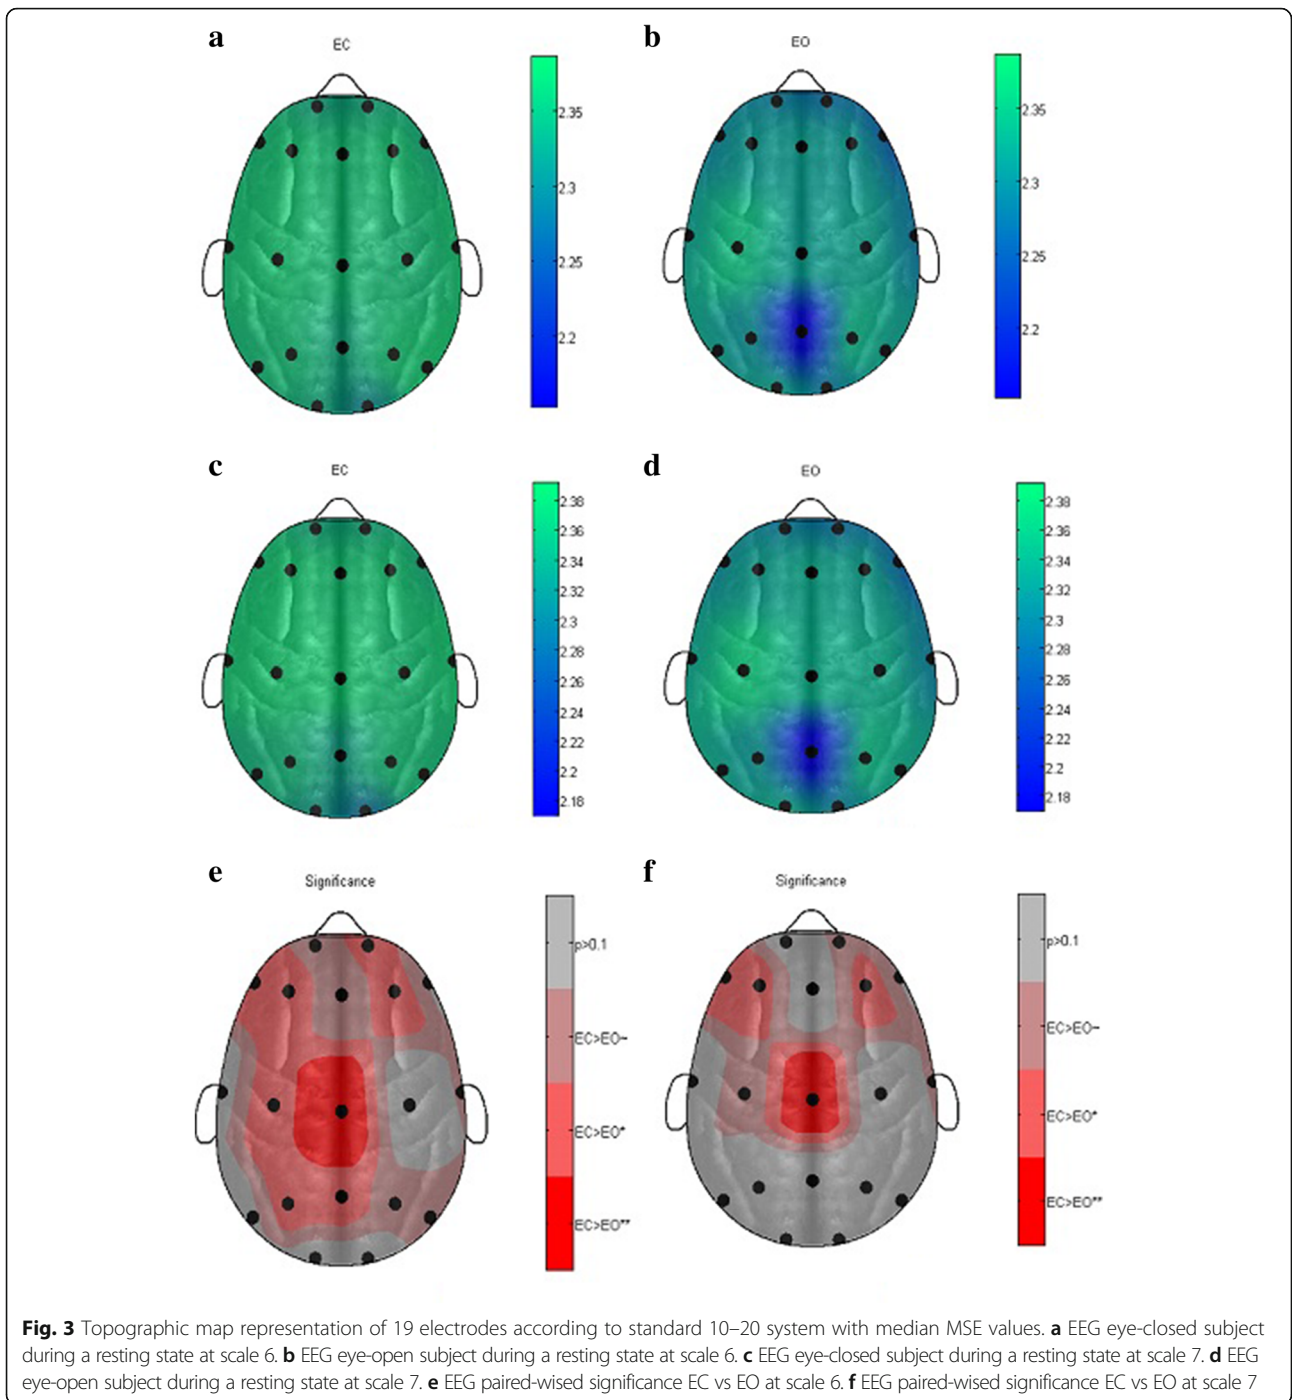 a
EC
2.35
2.3
2.25
2.2
b
EO
2.35
2.3
2.25
2.2
c
EC
2.38
2.36
2.34
2.32
2.3
2.28
2.26
2.24
2.22
2.2
2.18
d
EO
2.38
2.36
2.34
2.32
2.3
2.28
2.26
2.24
2.22
2.2
2.18
e
Significance
p>0.1
EC>EO~
EC>EO*
EC>EO**
f
Significance
p>0.1
EC>EO~
EC>EO*
EC>EO**
Fig. 3 Topographic map representation of 19 electrodes according to standard 10–20 system with median MSE values. a EEG eye-closed subject
during a resting state at scale 6. b EEG eye-open subject during a resting state at scale 6. c EEG eye-closed subject during a resting state at scale 7. d EEG
eye-open subject during a resting state at scale 7. e EEG paired-wised significance EC vs EO at scale 6. f EEG paired-wised significance EC vs EO at scale 7